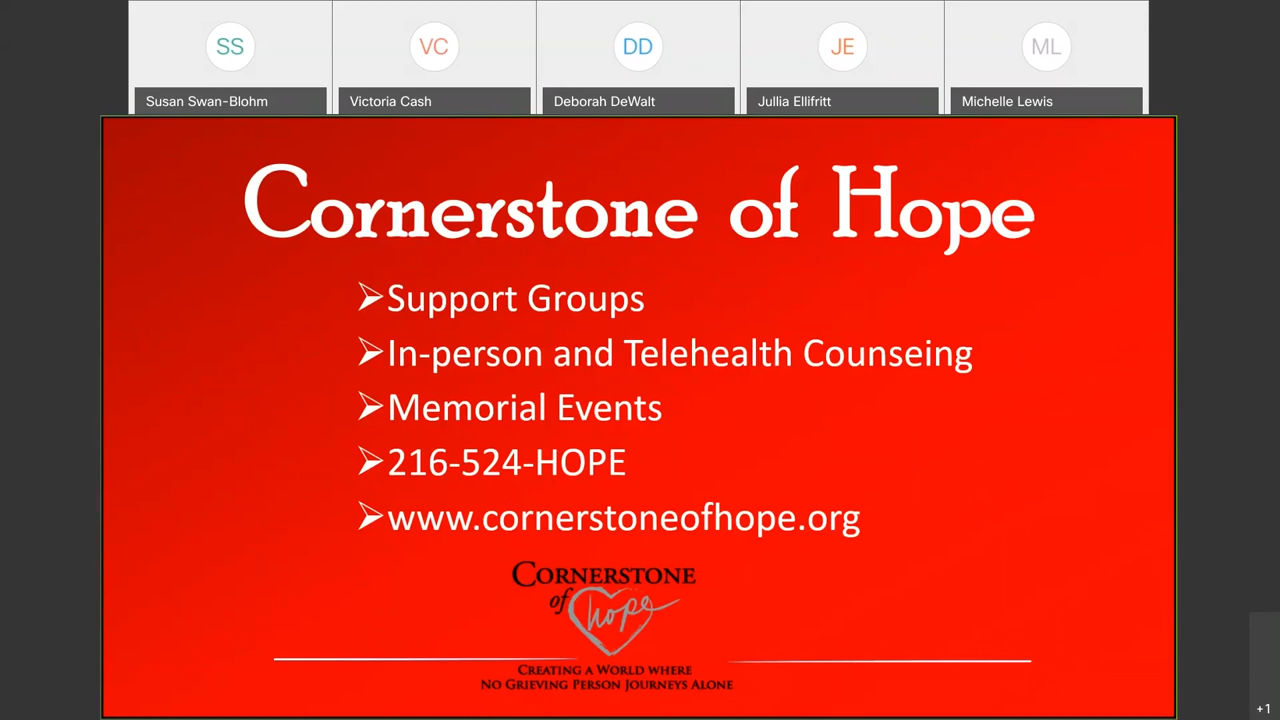 SS VC DD JE ML
Susan Swan-Blohm Victoria Cash Deborah DeWalt Jullia Ellifritt Michelle Lewis
Cornerstone of Hope
➢Support Groups
➢In-person and Telehealth Counseing
➢Memorial Events
➢216-524-HOPE
➢www.cornerstoneofhope.org
CORNERSTONE
of hope
CREATING A WORLD WHERE
NO GRIEVING PERSON JOURNEYS ALONE
+1